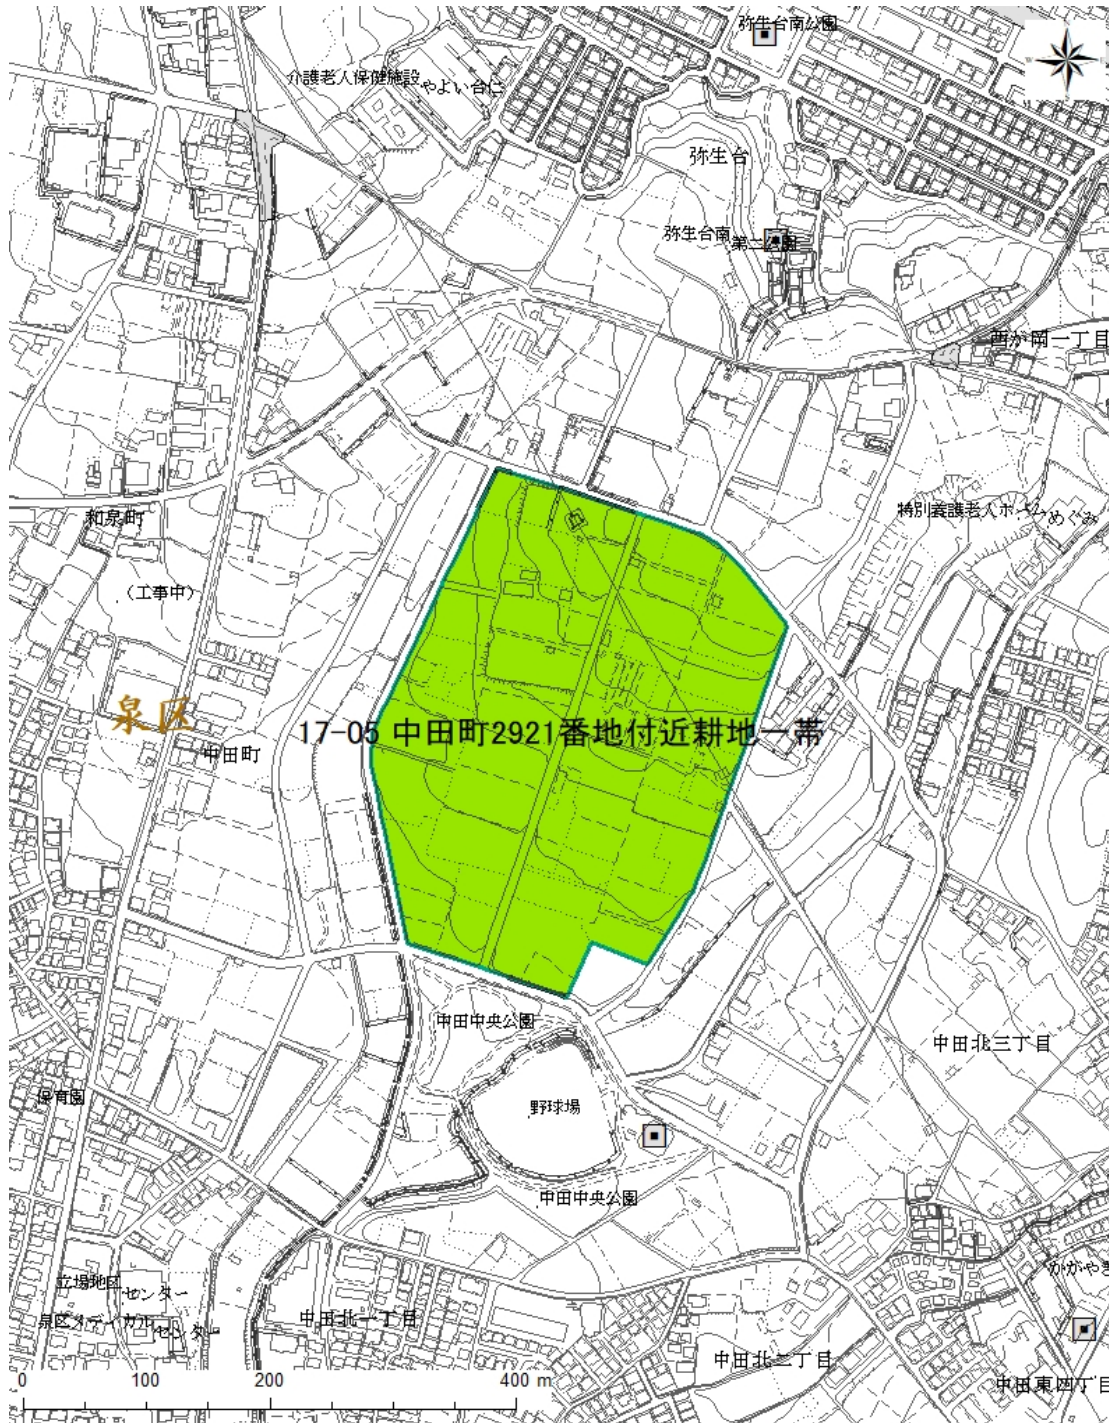 弥生台南公園
介護老人保健施設やよい台仁
弥生台
弥生台南第二公園
西が岡一丁目
特別養護老人ホームめぐみ
和泉町
(工事中)
泉区
17-05 中田町2921番地付近耕地一帯
中田町
中田中央公園
中田北三丁目
保育園
野球場
中田中央公園
立場地区センター
かがやき
泉区メディカルセンター
中田北一丁目
中田北二丁目
中田東四丁目
0 100 200 400 m